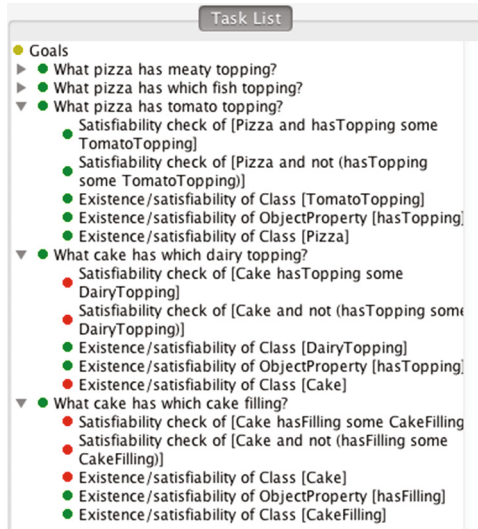 Task List
Goals
What pizza has meaty topping?
What pizza has which fish topping?
What pizza has tomato topping?
Satisfiability check of [Pizza and hasTopping some
TomatoTopping]
Satisfiability check of [Pizza and not (hasTopping
some TomatoTopping)]
Existence/satisfiability of Class [TomatoTopping]
Existence/satisfiability of ObjectProperty [hasTopping]
Existence/satisfiability of Class [Pizza]
What cake has which dairy topping?
Satisfiability check of [Cake hasTopping some
DairyTopping]
Satisfiability check of [Cake and not (hasTopping some
DairyTopping)]
Existence/satisfiability of Class [DairyTopping]
Existence/satisfiability of ObjectProperty [hasTopping]
Existence/satisfiability of Class [Cake]
What cake has which cake filling?
Satisfiability check of [Cake hasFilling some CakeFilling
Satisfiability check of [Cake and not (hasFilling some
CakeFilling)]
Existence/satisfiability of Class [Cake]
Existence/satisfiability of ObjectProperty [hasFilling]
Existence/satisfiability of Class [CakeFilling]